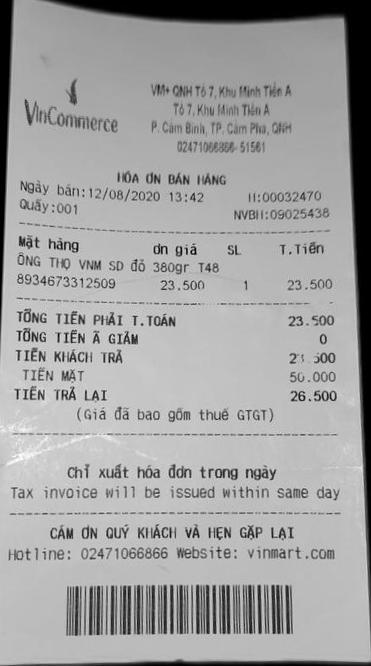 VinCommerce
VM+ QNH Tổ 7, Khu Minh Tiến A
Tổ 7, Khu Minh Tiến A
P. Cẩm Bình, TP. Cẩm Phả, QNH
02471066866- 51561
HÓA ƠN BÁN HÀNG
Ngày bán:12/08/2020 13:42 H:00032470
Quầy:001 NVBH:09025438
Mặt hàng ơn giá SL T.Tiền
ÔNG THỌ VNM SD đỏ 380gr T48
8934673312509 23.500 1 23.500
TỔNG TIỀN PHẢI T.TOÁN 23.500
TỔNG TIỀN Ã GIẢM 0
TIỀN KHÁCH TRẢ 23.500
TIỀN MẶT 50.000
TIỀN TRẢ LẠI 26.500
(Giá đã bao gồm thuế GTGT)
Chỉ xuất hóa đơn trong ngày
Tax invoice will be issued within same day
CẢM ƠN QUÝ KHÁCH VÀ HẸN GẶP LẠI
Hotline: 02471066866 Website: vinmart.com